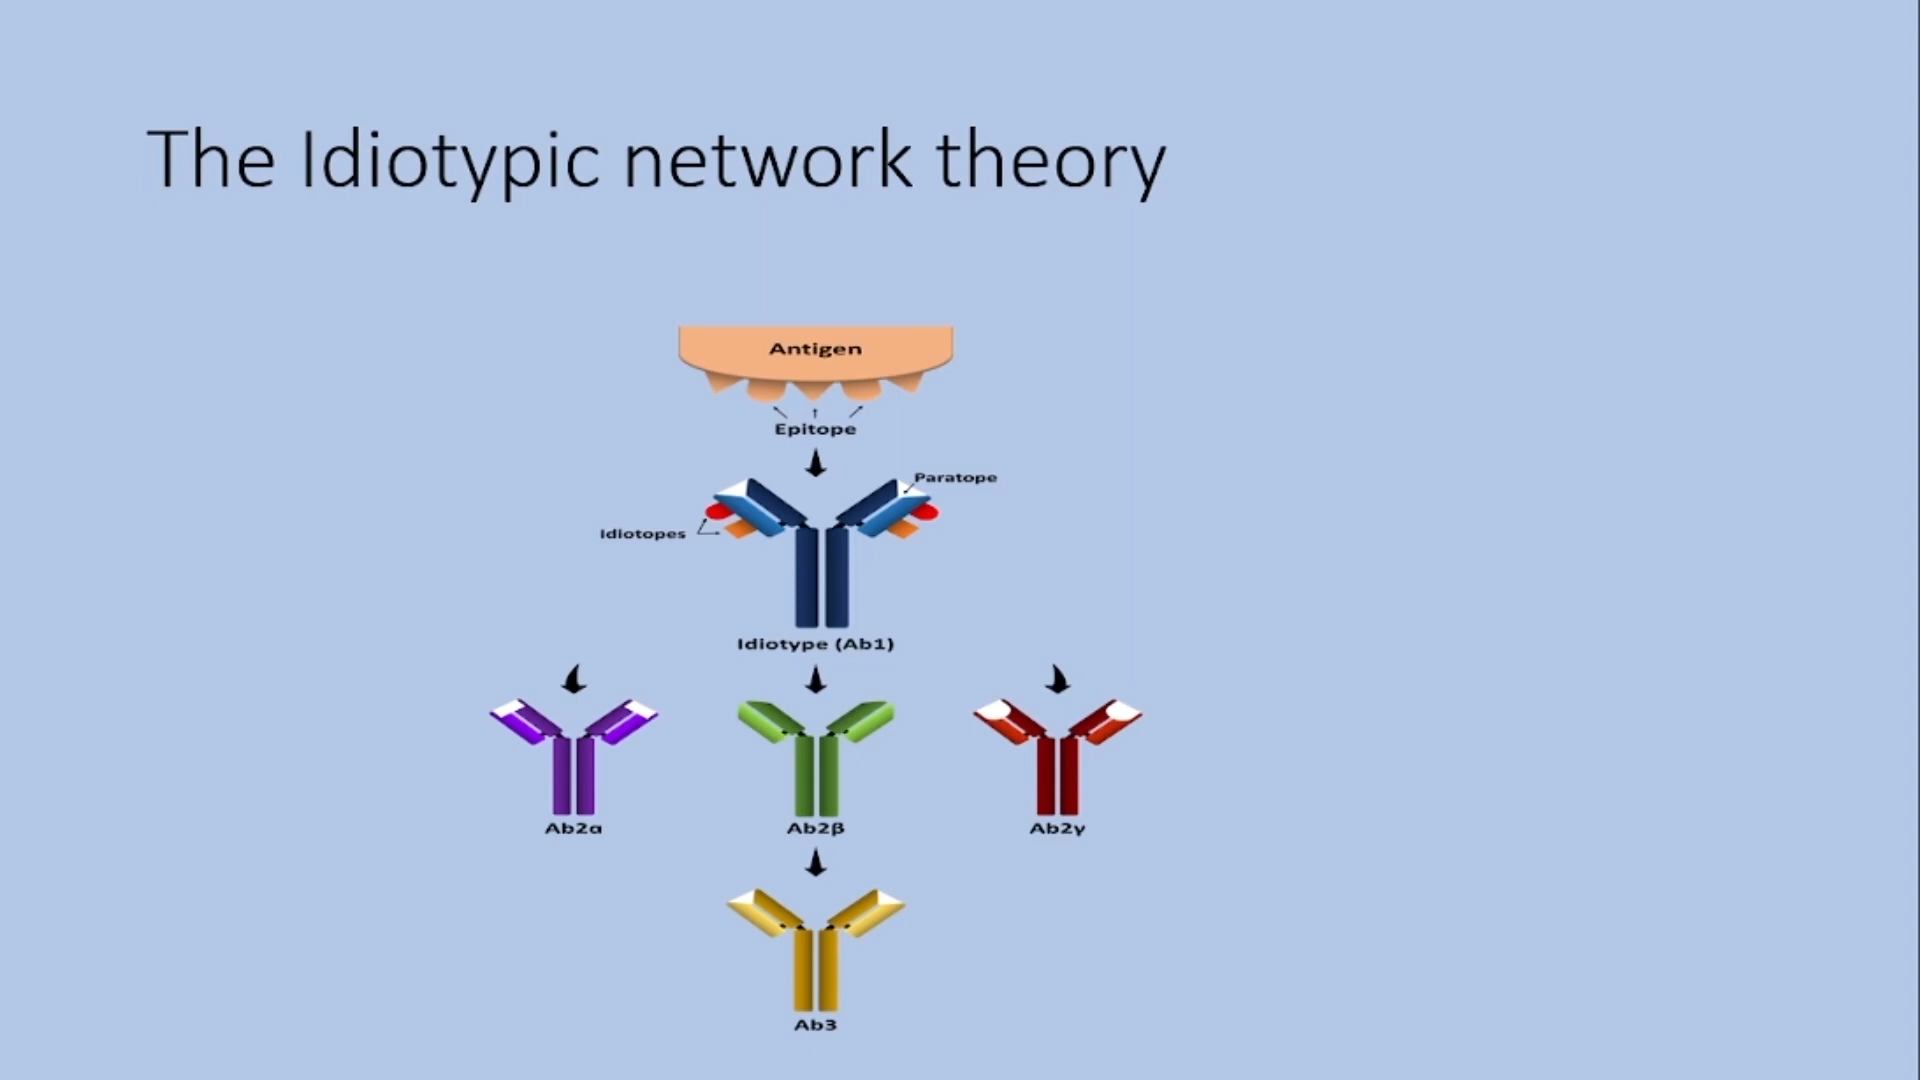 The Idiotypic network theory
Antigen
Epitope
Paratope
Idiotopes
Idiotype (Ab1)
Ab2α
Ab2β
Ab2γ
Ab3